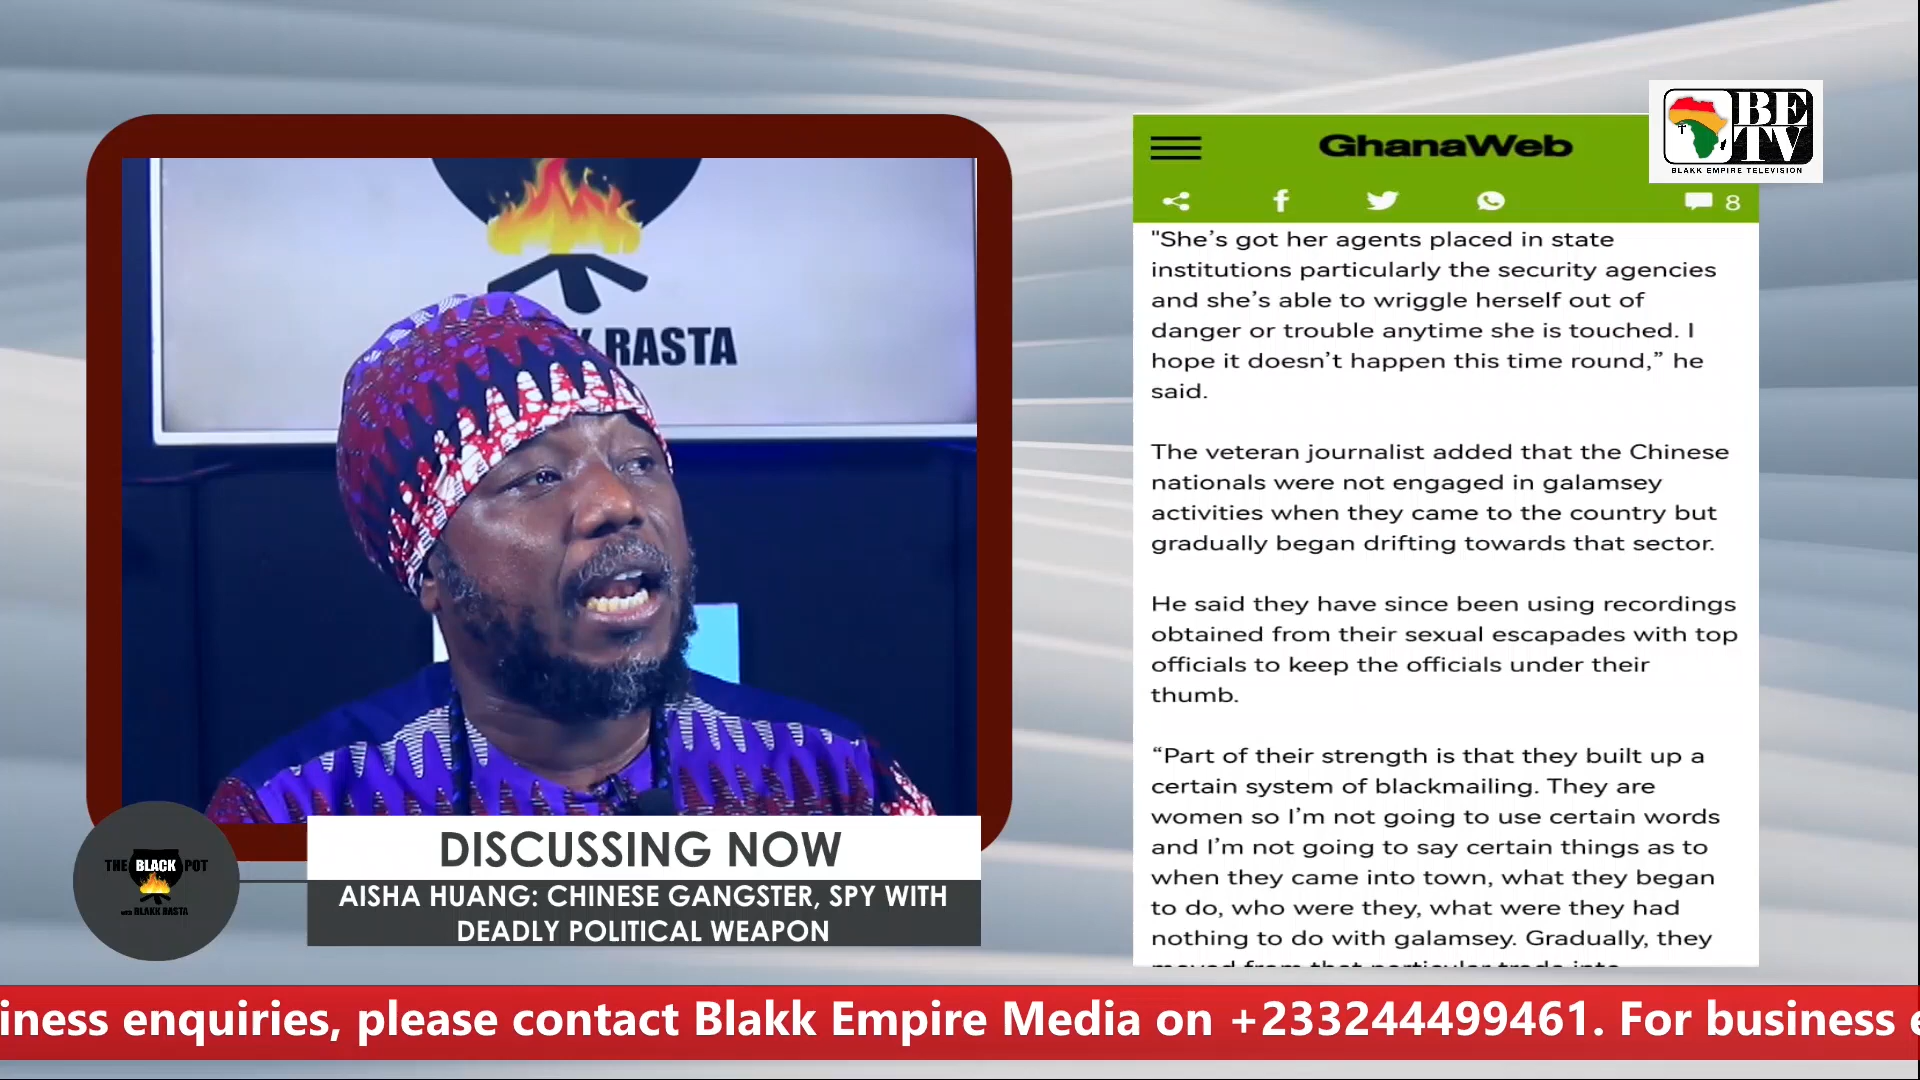 BE
TV
BLAKK EMPIRE TELEVISION
RASTA
THE BLACK POT
with BLAKK RASTA
DISCUSSING NOW
AISHA HUANG: CHINESE GANGSTER, SPY WITH
DEADLY POLITICAL WEAPON
GhanaWeb
8
"She’s got her agents placed in state
institutions particularly the security agencies
and she’s able to wriggle herself out of
danger or trouble anytime she is touched. I
hope it doesn’t happen this time round,” he
said.
The veteran journalist added that the Chinese
nationals were not engaged in galamsey
activities when they came to the country but
gradually began drifting towards that sector.
He said they have since been using recordings
obtained from their sexual escapades with top
officials to keep the officials under their
thumb.
“Part of their strength is that they built up a
certain system of blackmailing. They are
women so I’m not going to use certain words
and I’m not going to say certain things as to
when they came into town, what they began
to do, who were they, what were they had
nothing to do with galamsey. Gradually, they
moved from that particular trade into
iness enquiries, please contact Blakk Empire Media on +233244499461. For business e